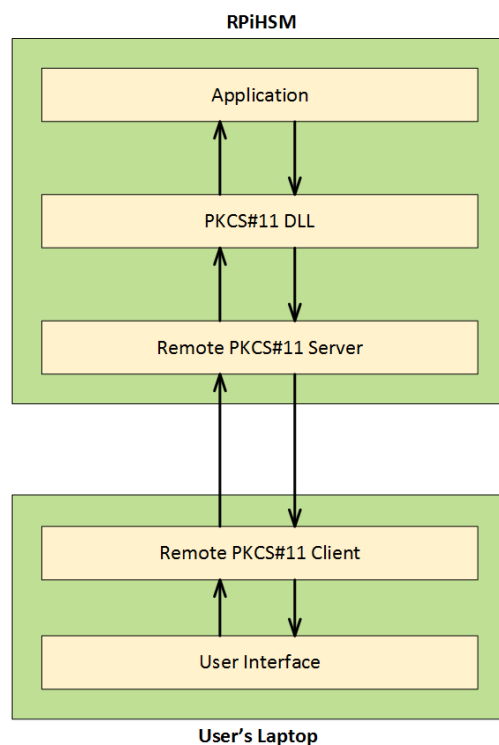 RPiHSM
Application
PKCS#11 DLL
Remote PKCS#11 Server
Remote PKCS#11 Client
User Interface
User's Laptop